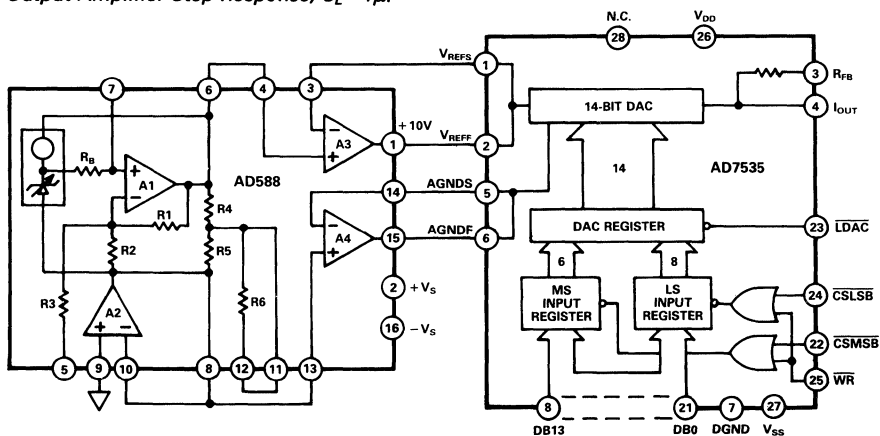 Output Amplifier Step Response, CL = 1μF
N.C.
28
VDD
26
7
6
4
3
VREFS
1
RFB
3
14-BIT DAC
IOUT
4
RB
A1
AD588
A3
+10V
1
VREFF
2
14
AD7535
R1
R4
14
AGNDS
5
R2
R5
A4
15
AGNDF
6
DAC REGISTER
23
LDAC
R3
A2
R6
2
+VS
6
8
MS
INPUT
REGISTER
LS
INPUT
REGISTER
24
CSLSB
16
-VS
22
CSMSB
25
WR
5
9
10
8
12
11
13
8
DB13
21
DB0
7
DGND
27
VSS